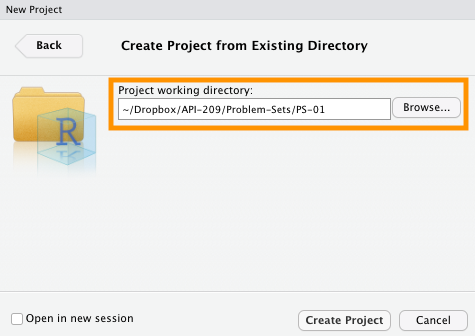 New Project
Back
Create Project from Existing Directory
Project working directory:
~/Dropbox/API-209/Problem-Sets/PS-01
Browse...
R
Open in new session
Create Project
Cancel